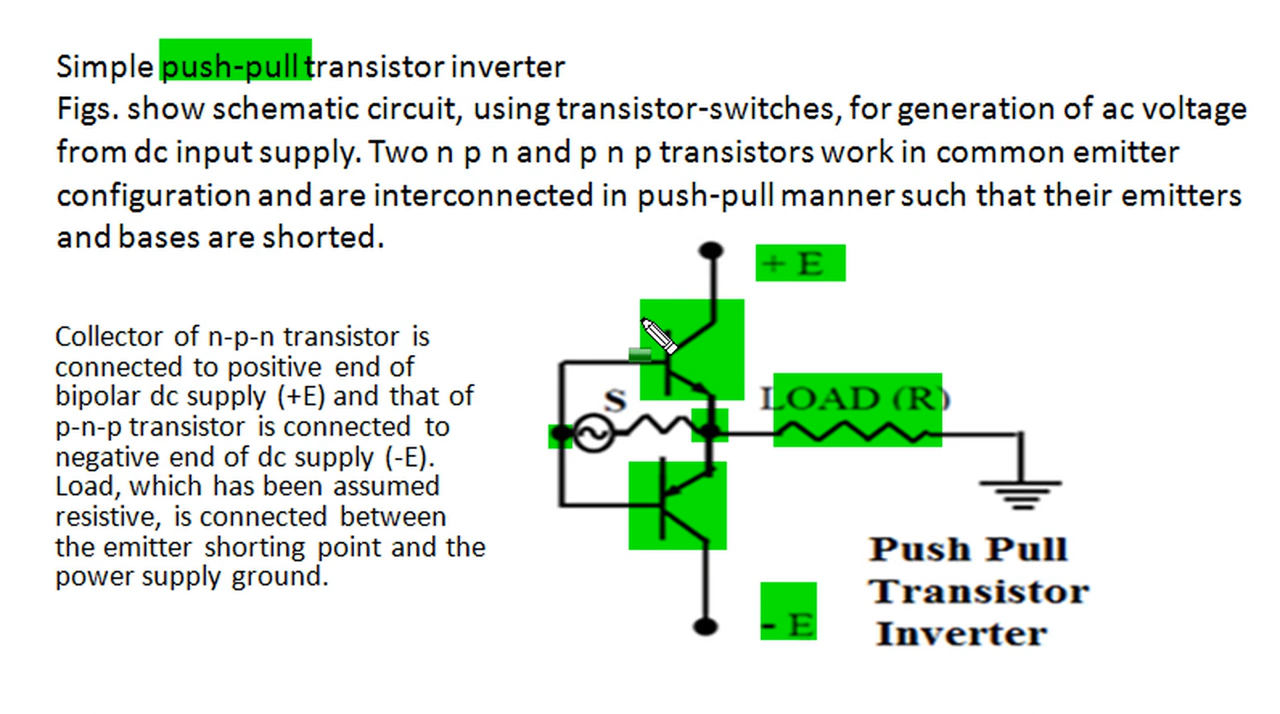 Simple push-pull transistor inverter
Figs. show schematic circuit, using transistor-switches, for generation of ac voltage
from dc input supply. Two n p n and p n p transistors work in common emitter
configuration and are interconnected in push-pull manner such that their emitters
and bases are shorted.
+ E
Collector of n-p-n transistor is
connected to positive end of
bipolar dc supply (+E) and that of
p-n-p transistor is connected to
negative end of dc supply (-E).
Load, which has been assumed
resistive, is connected between
the emitter shorting point and the
power supply ground.
S
LOAD (R)
- E
Push Pull
Transistor
Inverter